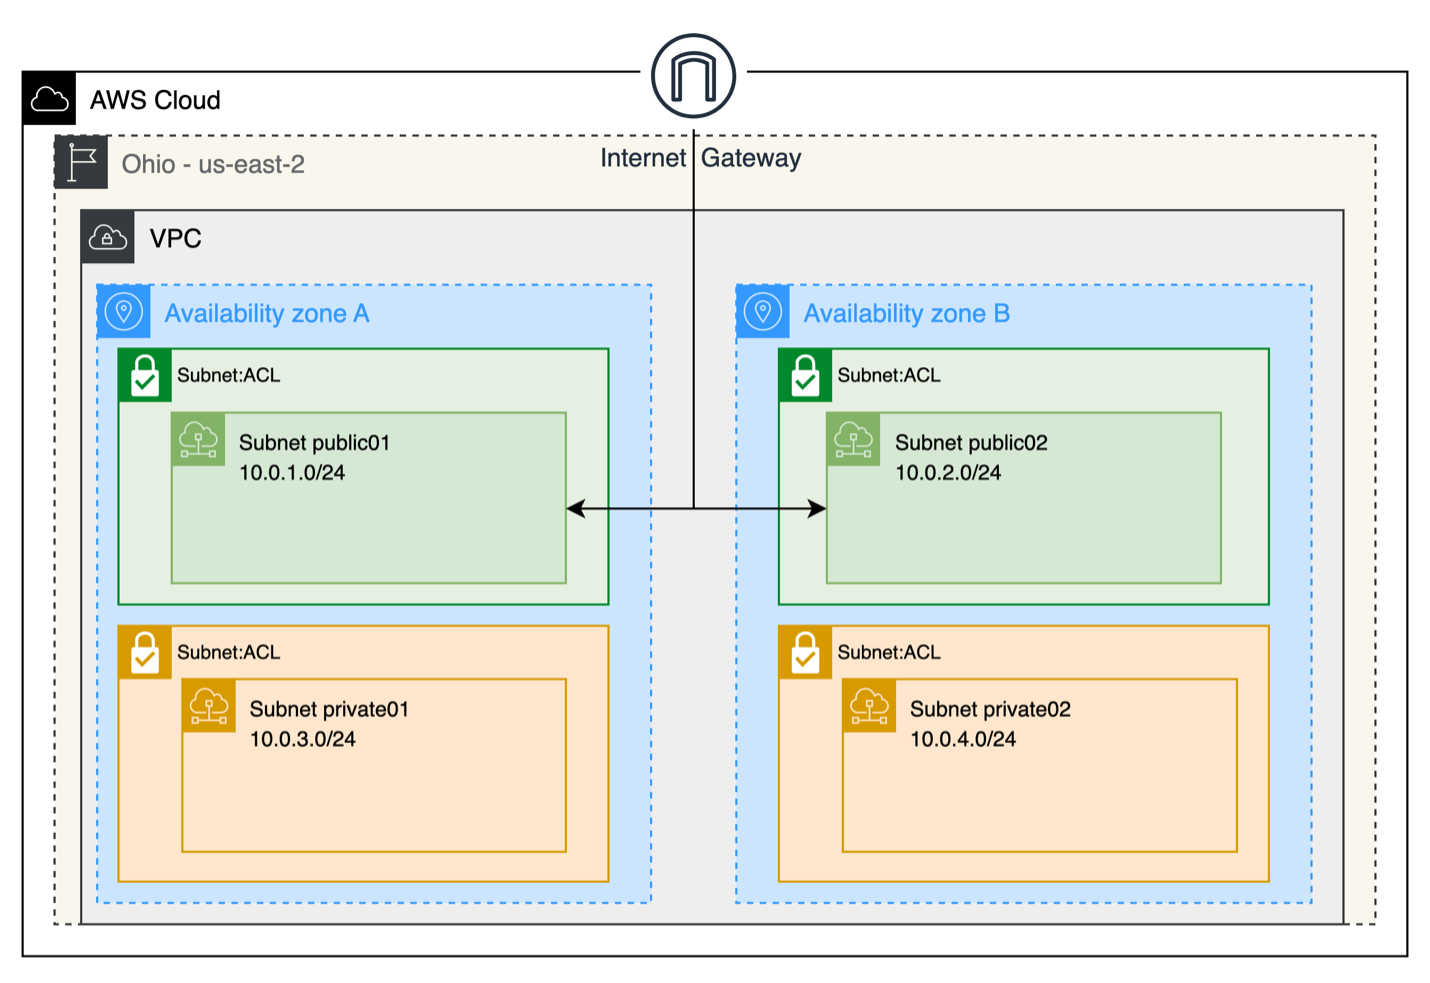 AWS Cloud
Ohio - us-east-2
Internet Gateway
VPC
Availability zone A
Subnet:ACL
Subnet public01
10.0.1.0/24
Subnet:ACL
Subnet private01
10.0.3.0/24
Availability zone B
Subnet:ACL
Subnet public02
10.0.2.0/24
Subnet:ACL
Subnet private02
10.0.4.0/24